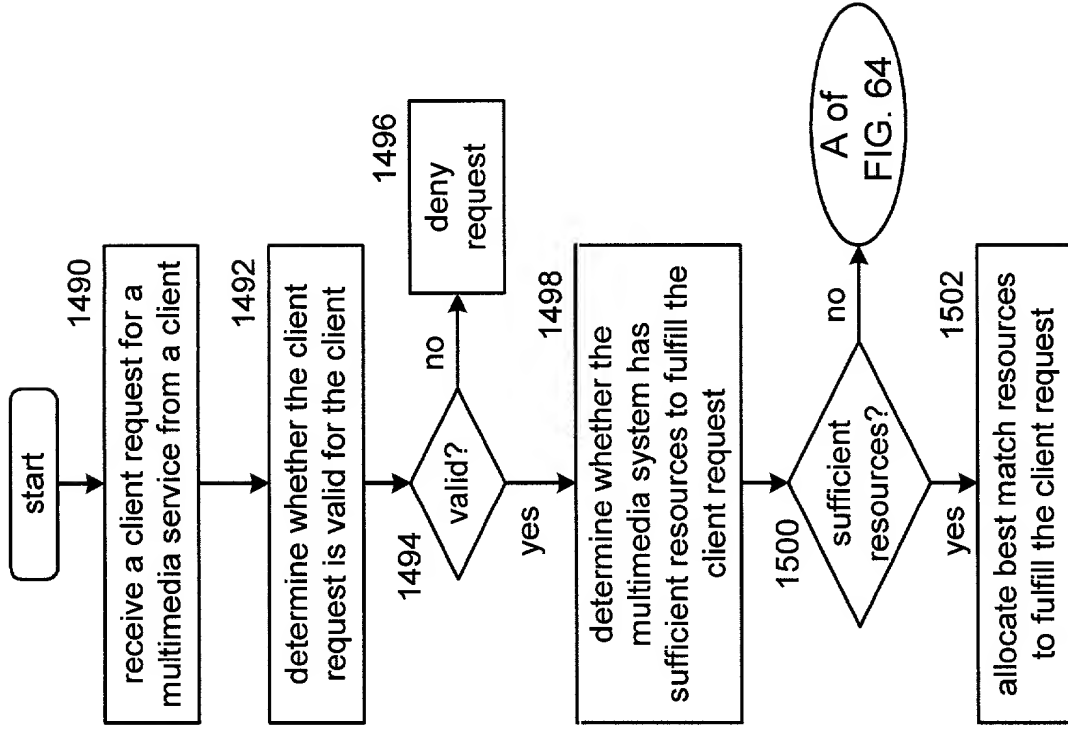 start
1490
receive a client request for a
multimedia service from a client
1492
determine whether the client
request is valid for the client
1494
valid?
no
1496
deny
request
yes
1498
determine whether the
multimedia system has
sufficient resources to fulfill the
client request
1500
sufficient
resources?
no
A of
FIG. 64
yes
1502
allocate best match resources
to fulfill the client request